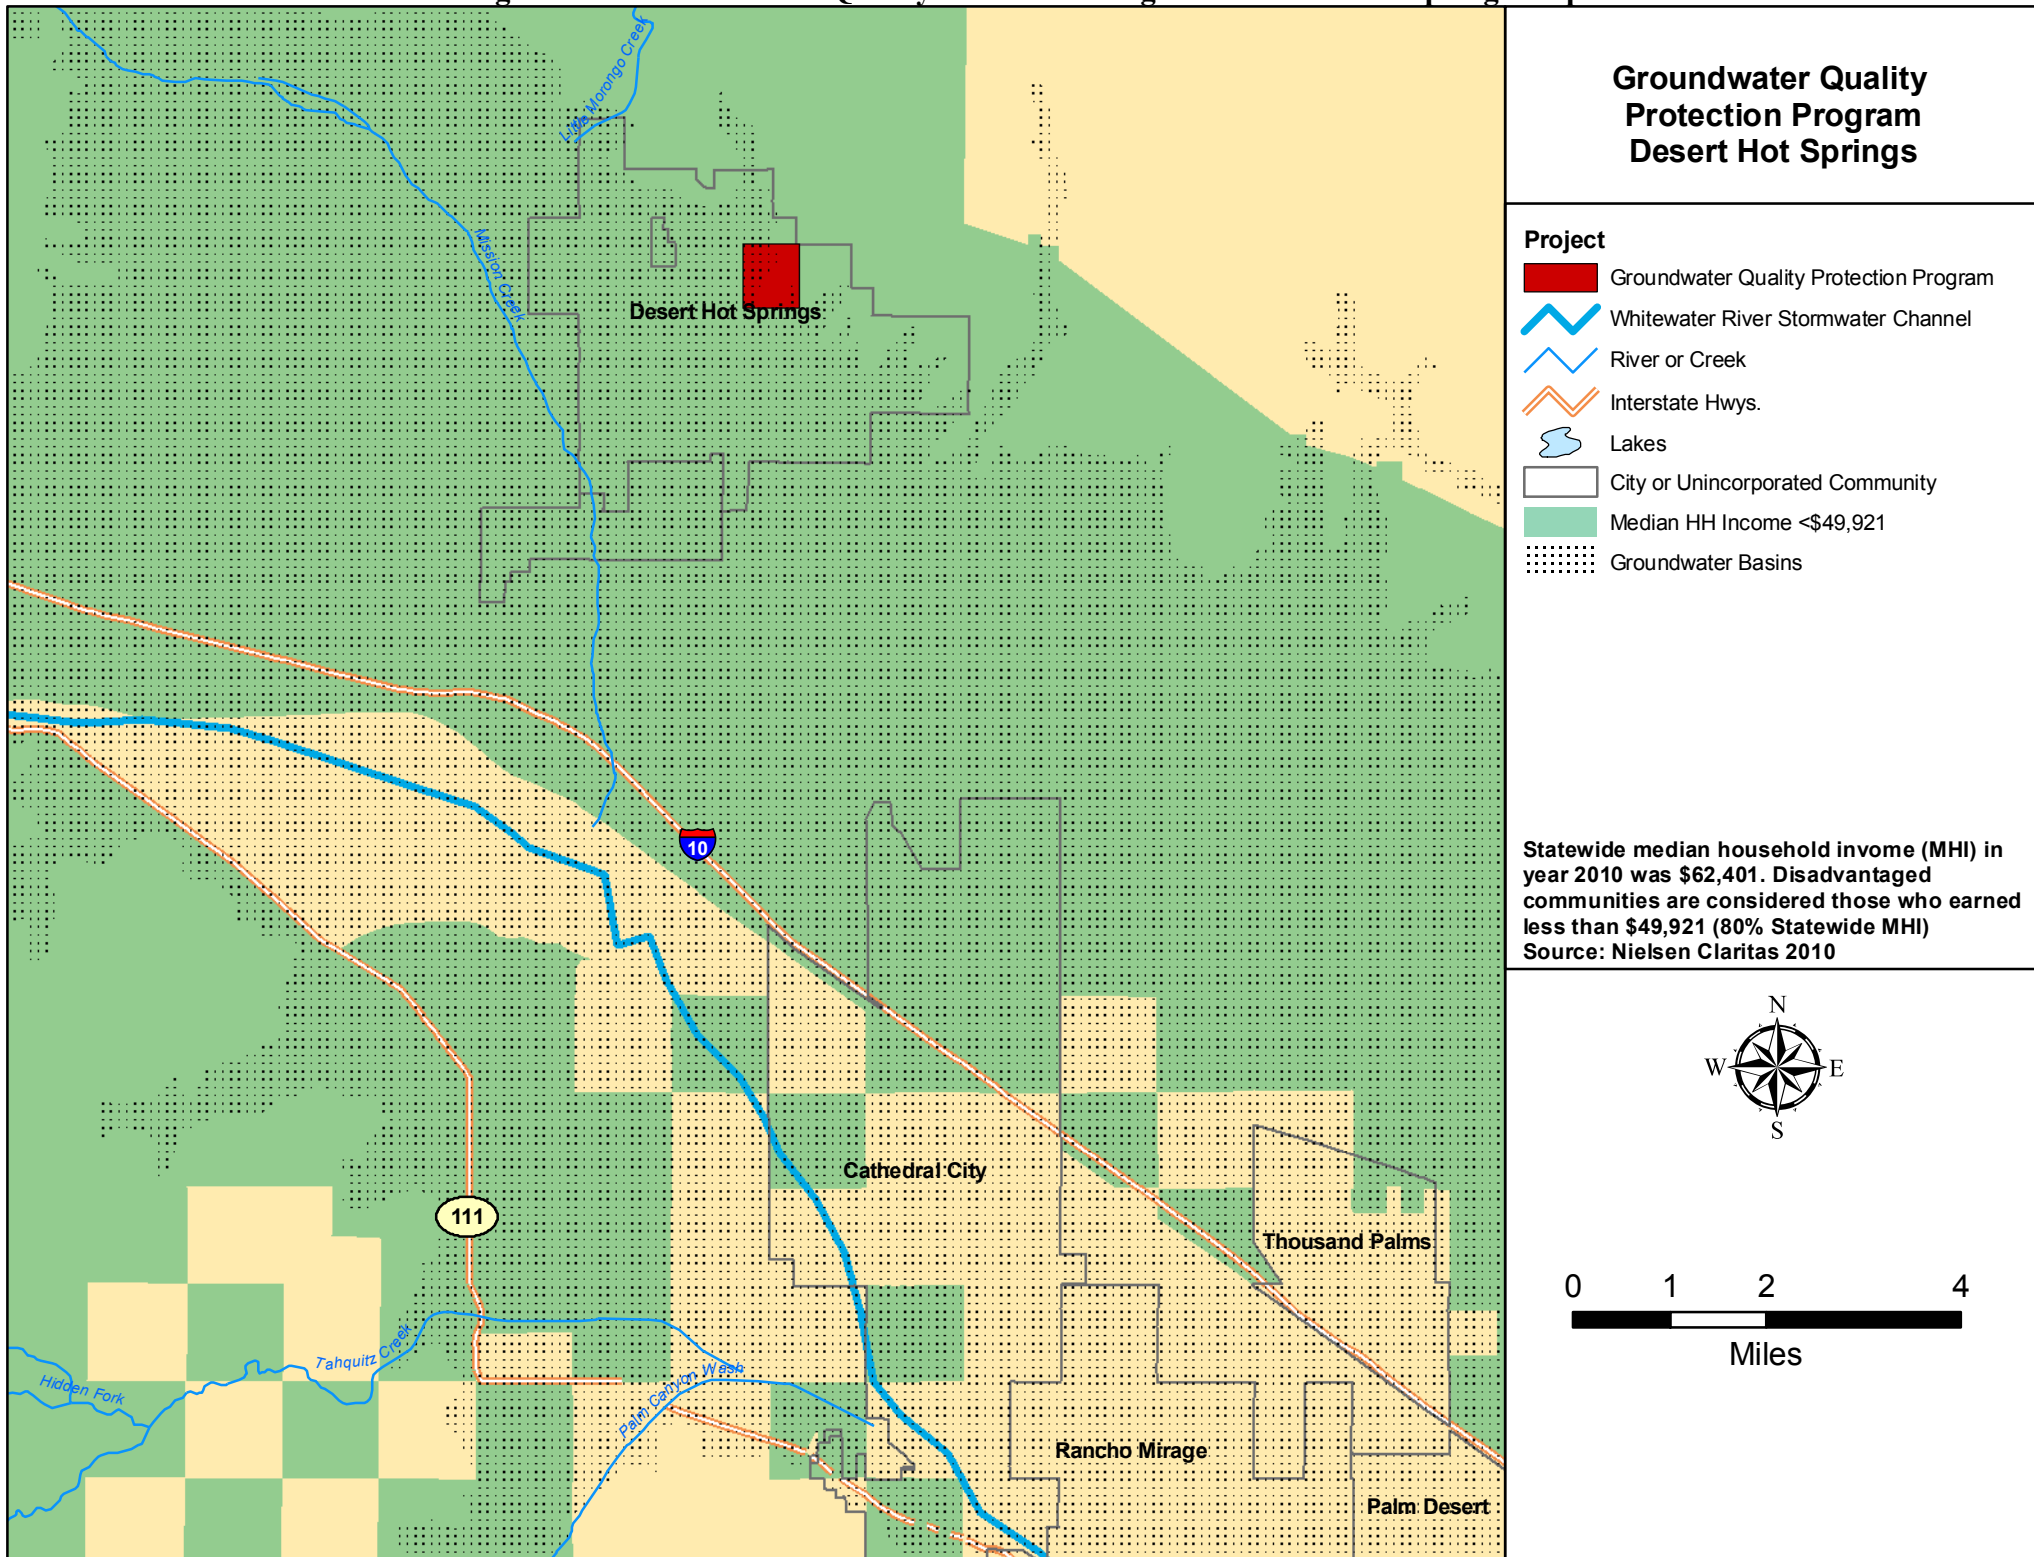 Groundwater Quality
Protection Program
Desert Hot Springs
Project
Groundwater Quality Protection Program
Whitewater River Stormwater Channel
River or Creek
Interstate Hwys.
Lakes
City or Unincorporated Community
Median HH Income <$49,921
Groundwater Basins
Statewide median household invome (MHI) in
year 2010 was $62,401. Disadvantaged
communities are considered those who earned
less than $49,921 (80% Statewide MHI)
Source: Nielsen Claritas 2010
N
W E
S
0 1 2 4
Miles
Little Morongo Creek
Mission Creek
Desert Hot Springs
10
Cathedral City
111
Thousand Palms
Tahquitz Creek
Hidden Fork
Palm Canyon Wash
Rancho Mirage
Palm Desert